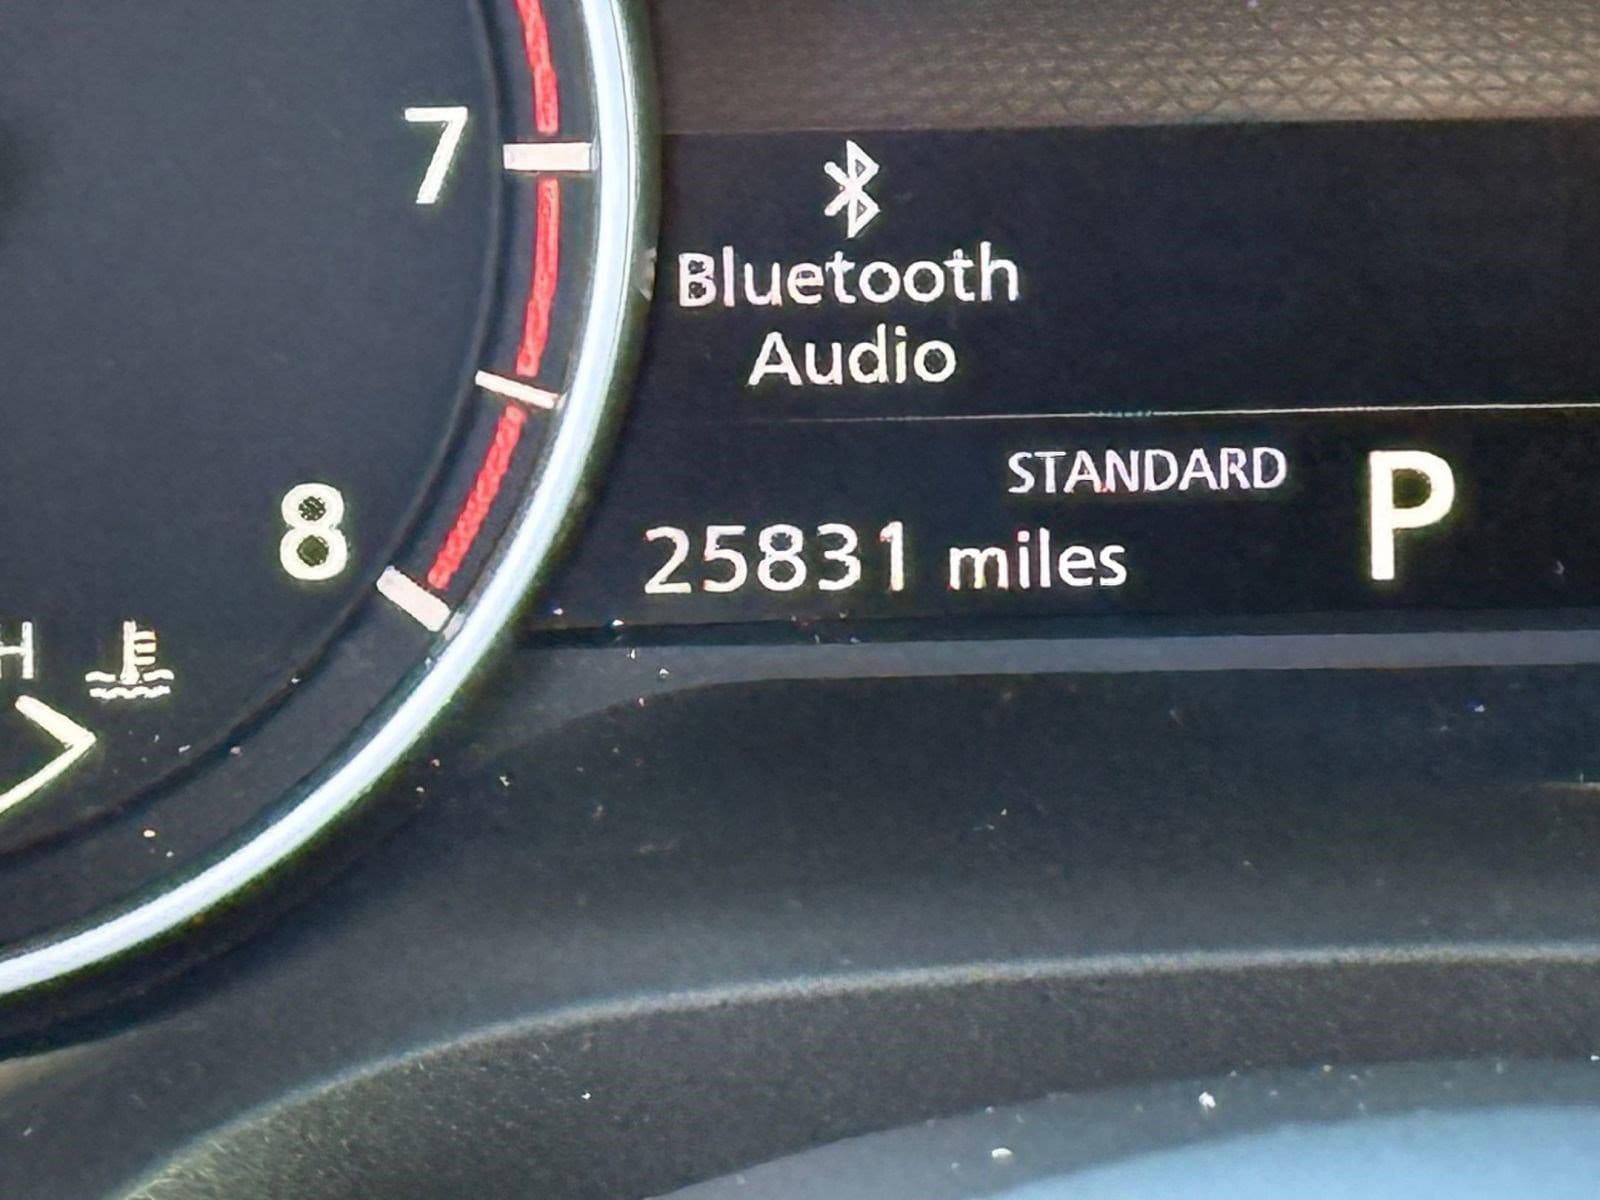 7
Bluetooth
Audio
STANDARD P
8
25831 miles
H